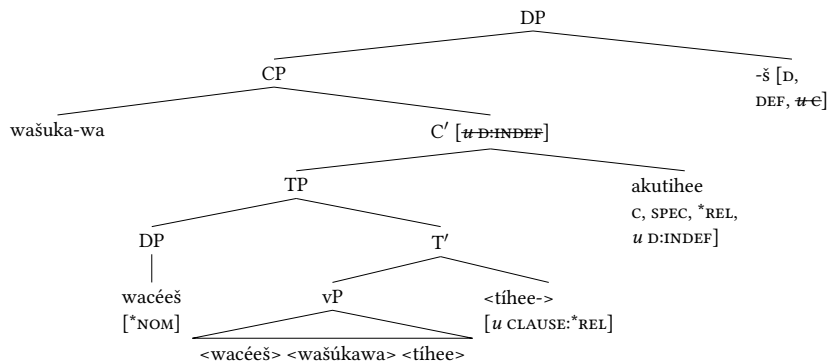 DP
CP
-š [D,
DEF, u C]
wašuka-wa
C′ [u D:INDEF]
TP
akutihee
C, SPEC, *REL,
u D:INDEF]
DP
T′
wacéeš
[*NOM]
vP
<tíhee->
[u CLAUSE:*REL]
<wacéeš> <wašúkawa> <tíhee>